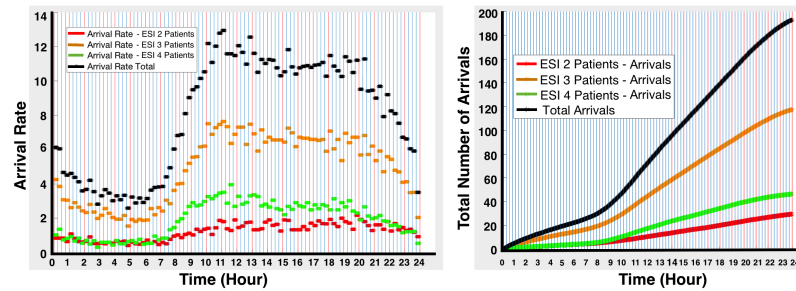 14
12
10
8
6
4
2
0
Arrival Rate
Arrival Rate - ESI 2 Patients
Arrival Rate - ESI 3 Patients
Arrival Rate - ESI 4 Patients
Arrival Rate Total
0 1 2 3 4 5 6 7 8 9 10 11 12 13 14 15 16 17 18 19 20 21 22 23 24
Time (Hour)
200
180
160
140
120
100
80
60
40
20
0
Total Number of Arrivals
ESI 2 Patients - Arrivals
ESI 3 Patients - Arrivals
ESI 4 Patients - Arrivals
Total Arrivals
0 1 2 3 4 5 6 7 8 9 10 11 12 13 14 15 16 17 18 19 20 21 22 23 24
Time (Hour)